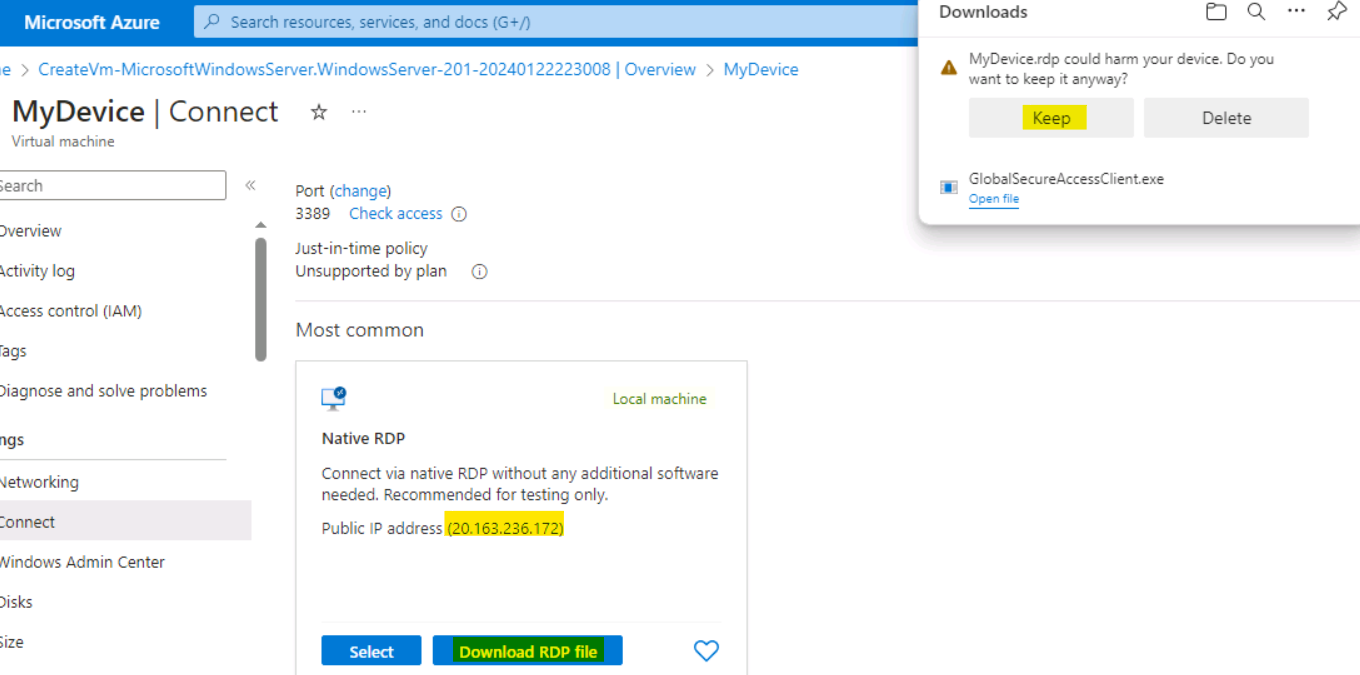 Microsoft Azure
Search resources, services, and docs (G+/)
CreateVm-MicrosoftWindowsServer.WindowsServer-201-20240122223008 | Overview > MyDevice
MyDevice | Connect
Virtual machine
Search
«
Overview
Activity log
Access control (IAM)
Tags
Diagnose and solve problems
ngs
Networking
Connect
Windows Admin Center
Disks
Size
Port (change)
3389 Check access
Just-in-time policy
Unsupported by plan
Most common
Local machine
Native RDP
Connect via native RDP without any additional software
needed. Recommended for testing only.
Public IP address (20.163.236.172)
Select
Download RDP file
Downloads
MyDevice.rdp could harm your device. Do you
want to keep it anyway?
Keep
Delete
GlobalSecureAccessClient.exe
Open file